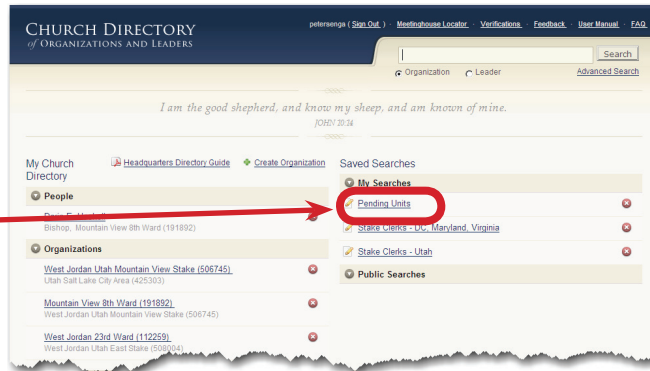 CHURCH DIRECTORY
of ORGANIZATIONS AND LEADERS
petersenga ( Sign Out ) · Meetinghouse Locator · Verifications · Feedback · User Manual · FAQ
Search
Organization Leader Advanced Search
I am the good shepherd, and know my sheep, and am known of mine.
JOHN 10:14
My Church Directory
Headquarters Directory Guide
Create Organization
People
Bishop, Mountain View 8th Ward (191892)
Organizations
West Jordan Utah Mountain View Stake (506745)
Utah Salt Lake City Area (425303)
Mountain View 8th Ward (191892)
West Jordan Utah Mountain View Stake (506745)
West Jordan 23rd Ward (112259)
West Jordan Utah East Stake (508004)
Saved Searches
My Searches
Pending Units
Stake Clerks - DC, Maryland, Virginia
Stake Clerks - Utah
Public Searches